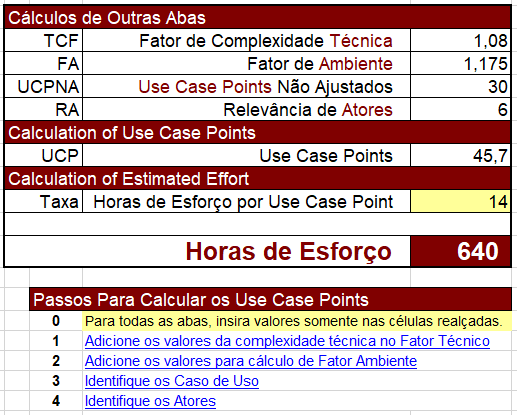 Cálculos de Outras Abas
TCF Fator de Complexidade Técnica 1,08
FA Fator de Ambiente 1,175
UCPNA Use Case Points Não Ajustados 30
RA Relevância de Atores 6
Calculation of Use Case Points
UCP Use Case Points 45,7
Calculation of Estimated Effort
Taxa Horas de Esforço por Use Case Point 14
Horas de Esforço 640
Passos Para Calcular os Use Case Points
0 Para todas as abas, insira valores somente nas células realçadas.
1 Adicione os valores da complexidade técnica no Fator Técnico
2 Adicione os valores para cálculo de Fator Ambiente
3 Identifique os Caso de Uso
4 Identifique os Atores